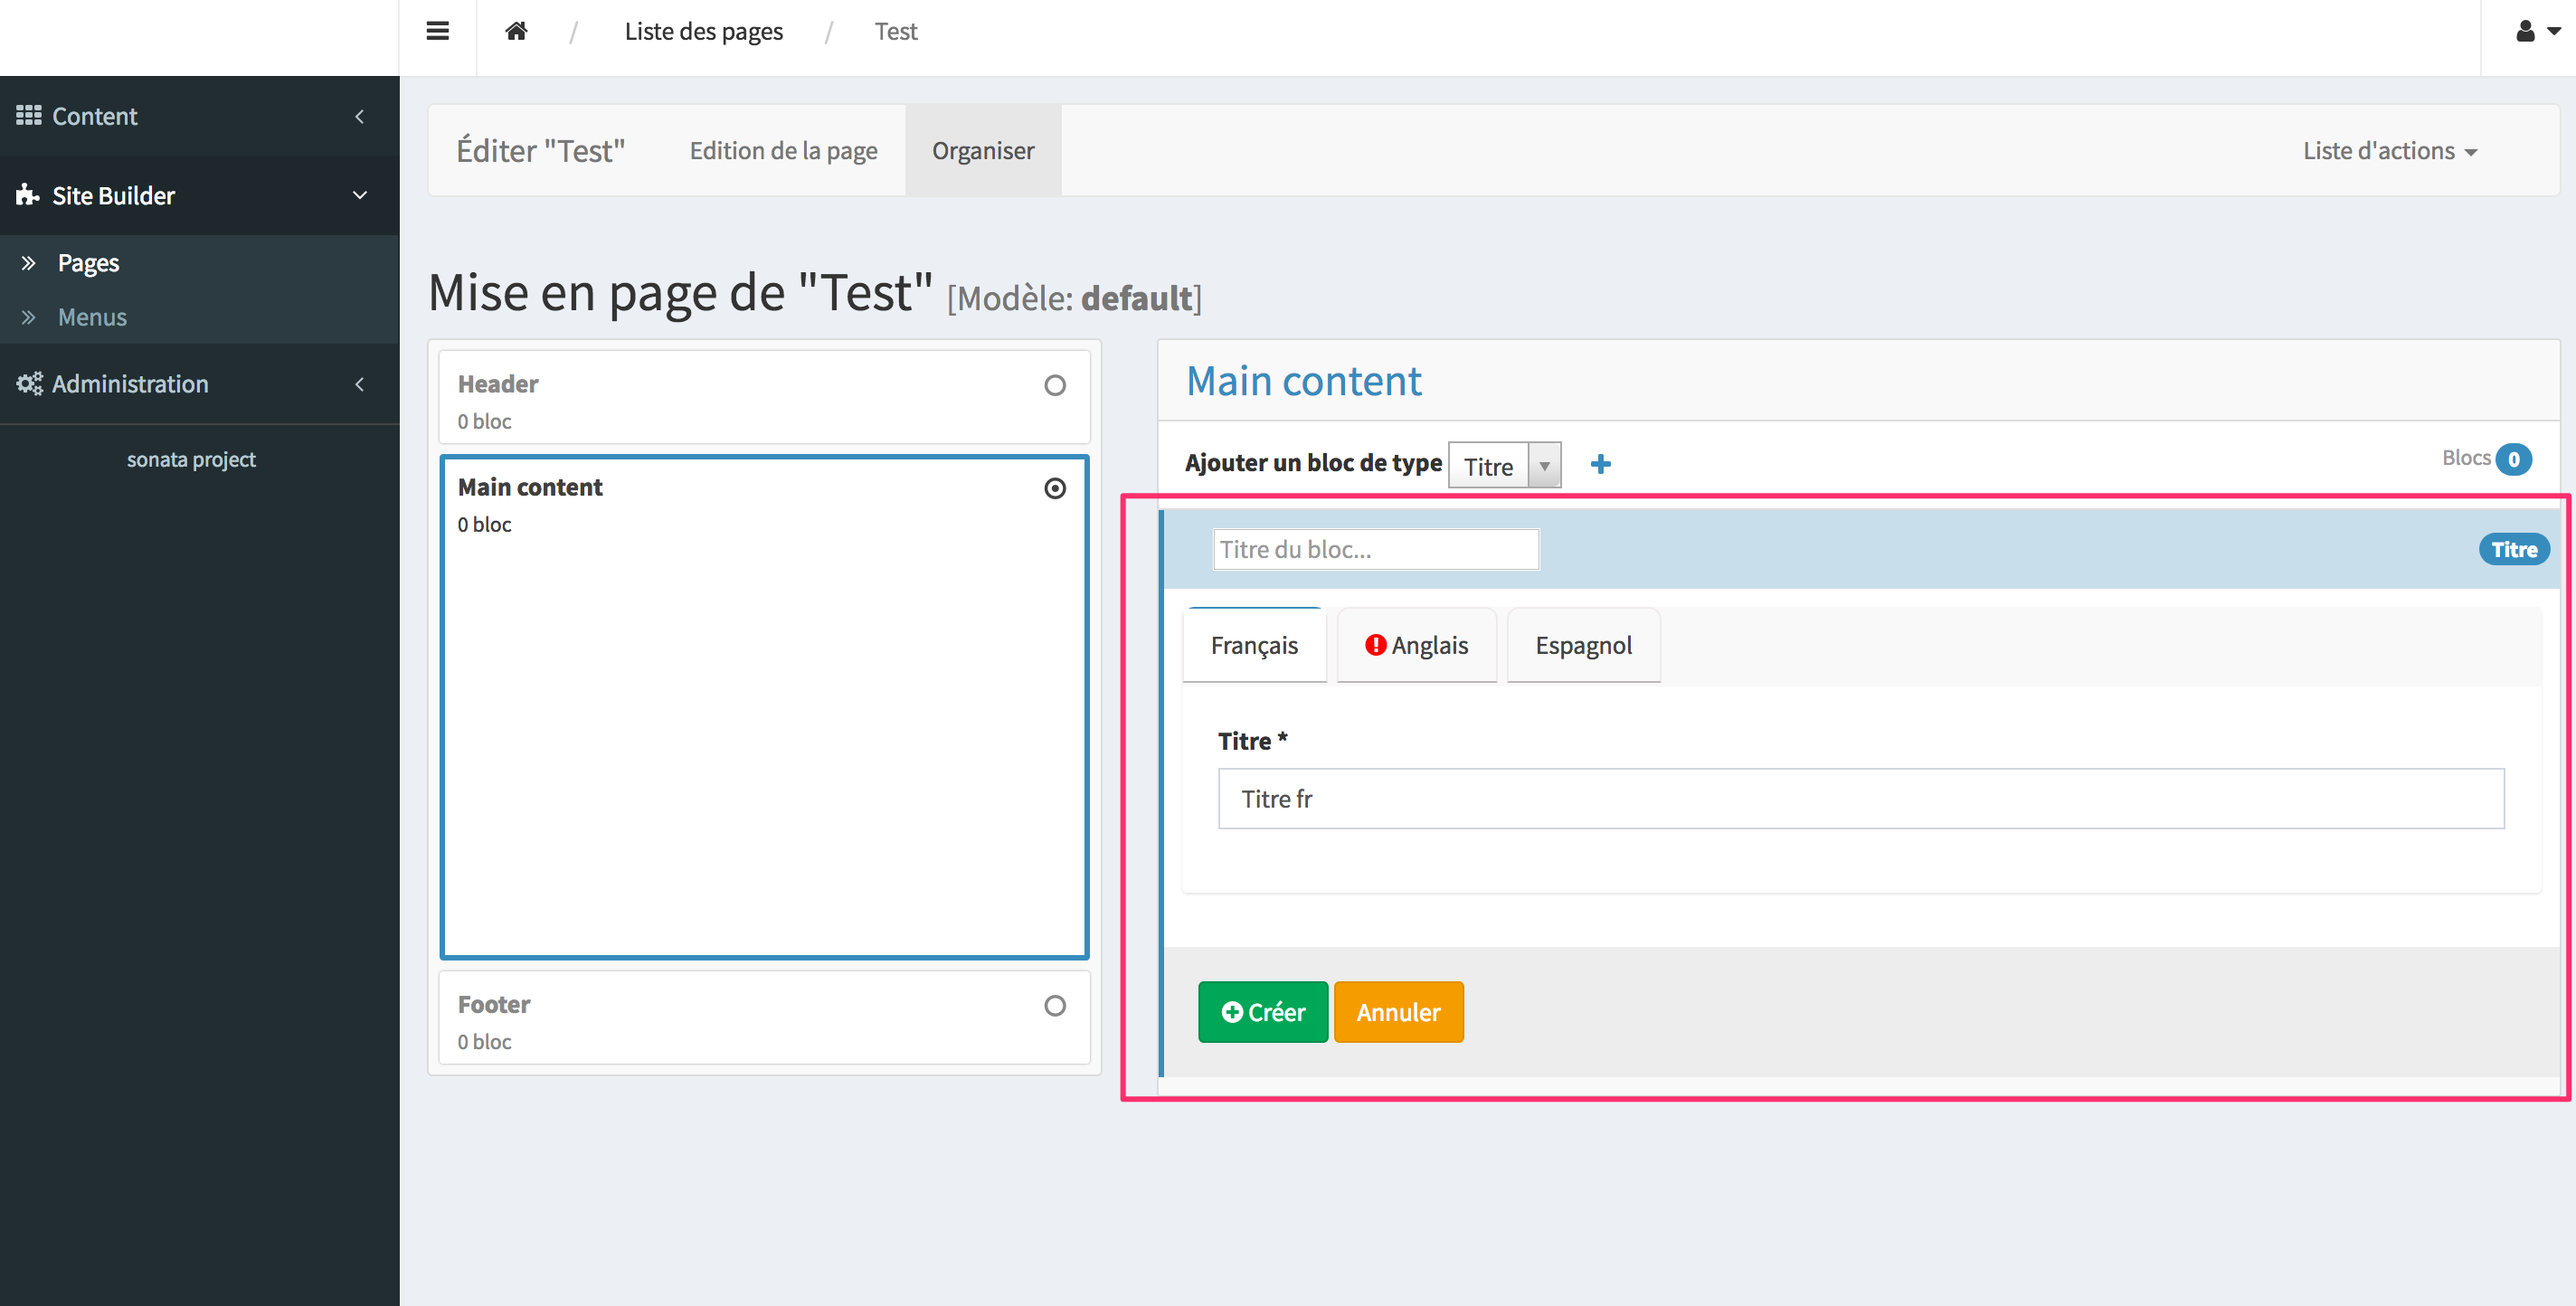 / Liste des pages / Test
Content
Site Builder
Pages
Menus
Administration
sonata project
Éditer "Test" Edition de la page Organiser Liste d'actions
Mise en page de "Test" [Modèle: default]
Header
0 bloc
Main content
0 bloc
Footer
0 bloc
Main content
Ajouter un bloc de type Titre Blocs 0
Titre du bloc... Titre
Français Anglais Espagnol
Titre *
Titre fr
Créer Annuler